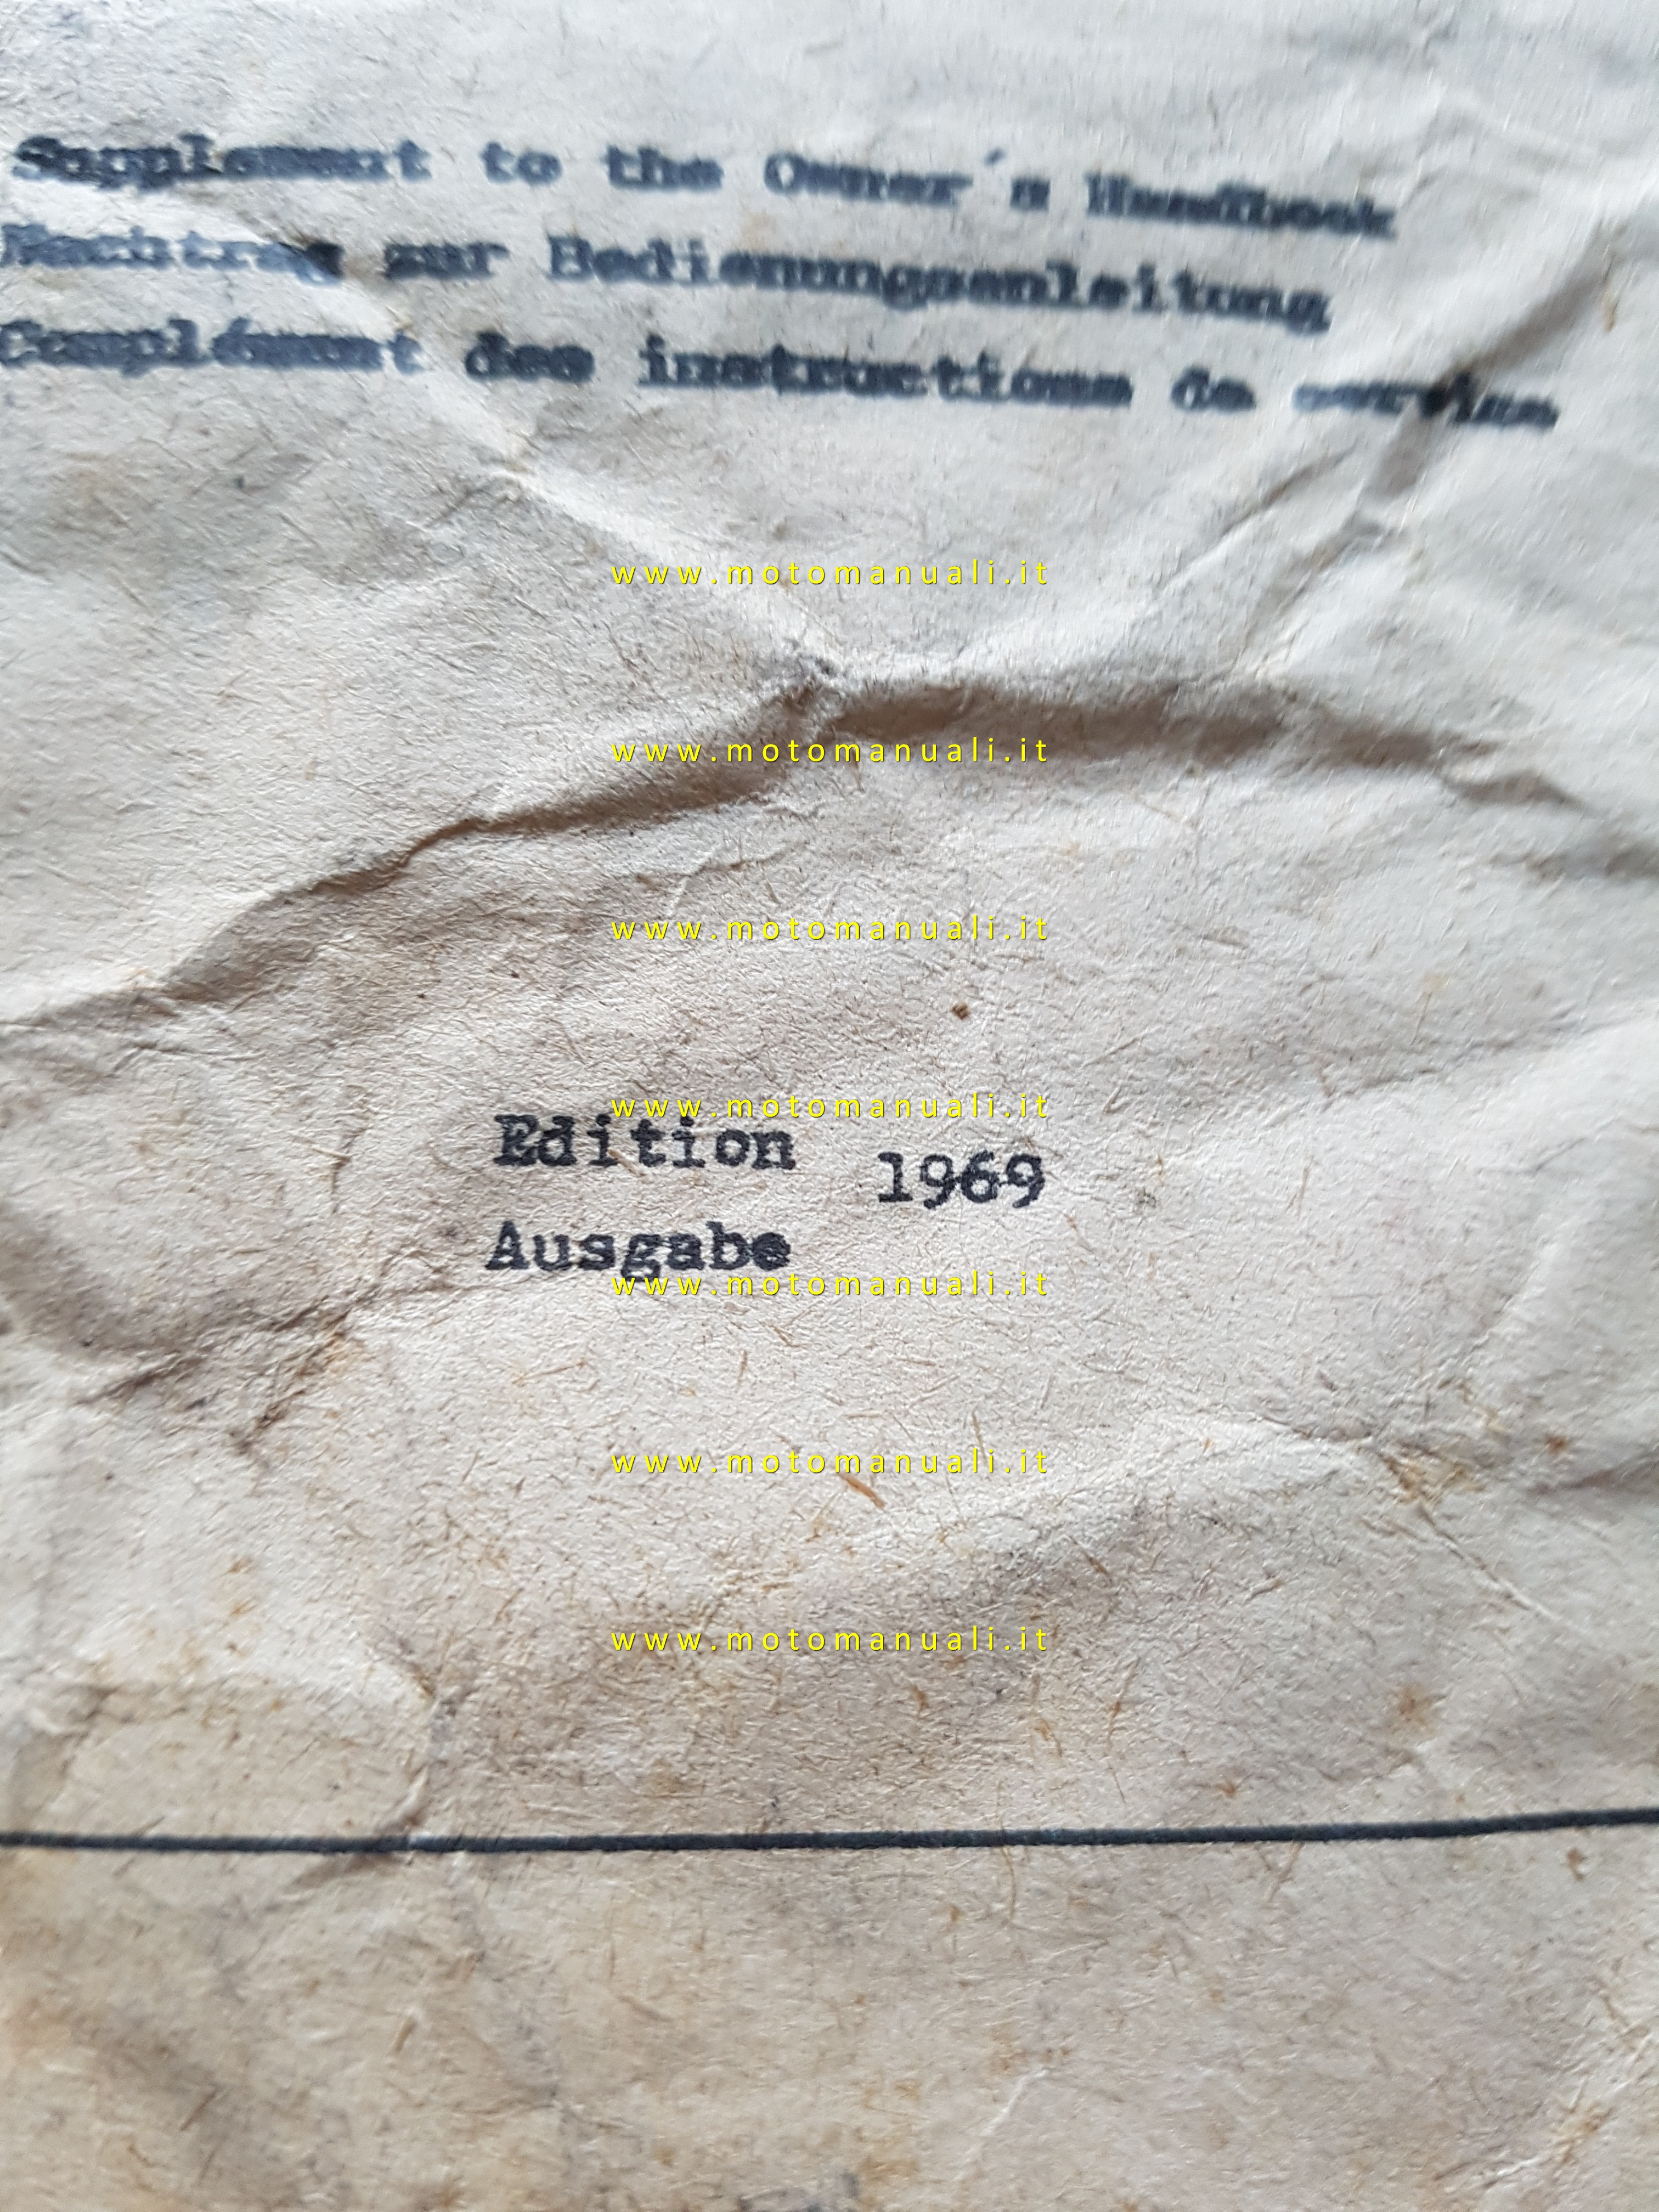 Supplement to the Owner´s Handbook
Nachtrag zur Bedienungsanleitung
Complément des instructions de service
www.motomanuali.it
www.motomanuali.it
www.motomanuali.it
www.motomanuali.it
Edition 1969
Ausgabe
www.motomanuali.it
www.motomanuali.it
www.motomanuali.it